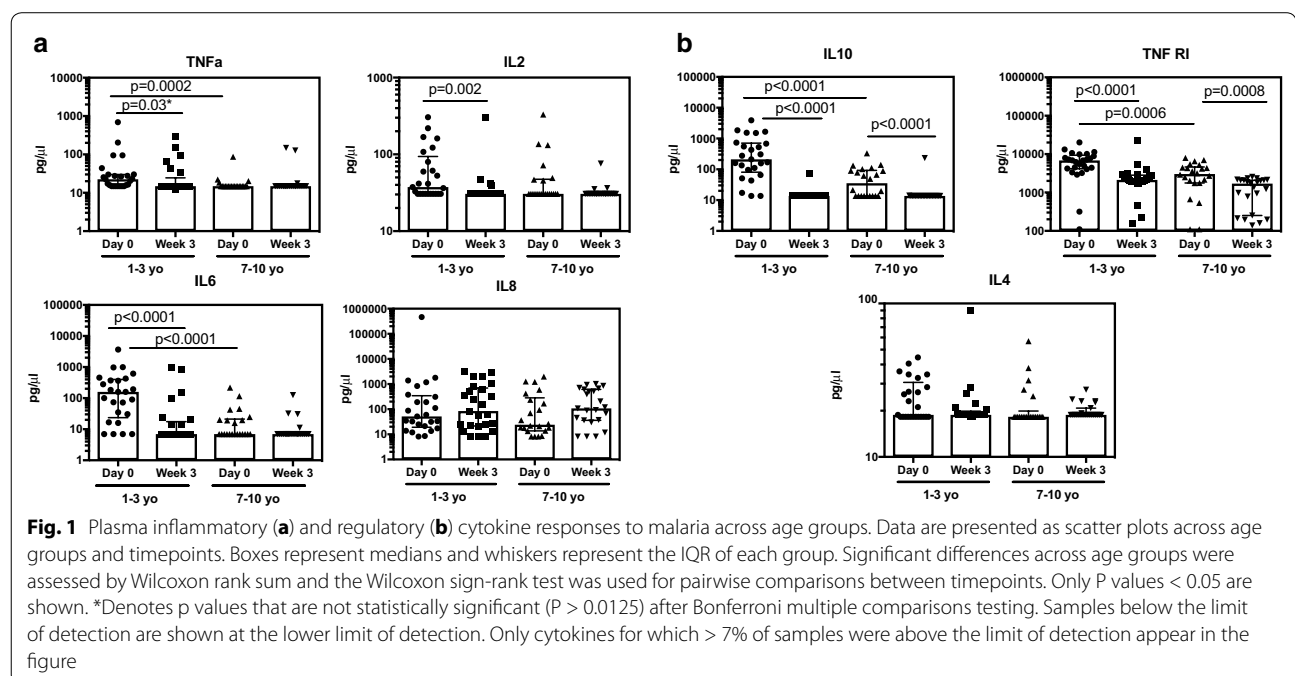 a
TNFa
10000
1000
100
10
1
pg/µl
p=0.0002
p=0.03*
Day 0 Week 3 Day 0 Week 3
1-3 yo 7-10 yo
IL2
1000
100
10
pg/µl
p=0.002
Day 0 Week 3 Day 0 Week 3
1-3 yo 7-10 yo
IL6
100000
10000
1000
100
10
1
pg/µl
p<0.0001
p<0.0001
Day 0 Week 3 Day 0 Week 3
1-3 yo 7-10 yo
IL8
1000000
100000
10000
1000
100
10
1
pg/µl
Day 0 Week 3 Day 0 Week 3
1-3 yo 7-10 yo
b
IL10
100000
10000
1000
100
10
1
pg/µl
p<0.0001
p<0.0001
p<0.0001
Day 0 Week 3 Day 0 Week 3
1-3 yo 7-10 yo
TNF RI
1000000
100000
10000
1000
100
pg/µl
p<0.0001
p=0.0008
p=0.0006
Day 0 Week 3 Day 0 Week 3
1-3 yo 7-10 yo
IL4
100
10
pg/µl
Day 0 Week 3 Day 0 Week 3
1-3 yo 7-10 yo
Fig. 1 Plasma inflammatory (a) and regulatory (b) cytokine responses to malaria across age groups. Data are presented as scatter plots across age
groups and timepoints. Boxes represent medians and whiskers represent the IQR of each group. Significant differences across age groups were
assessed by Wilcoxon rank sum and the Wilcoxon sign-rank test was used for pairwise comparisons between timepoints. Only P values < 0.05 are
shown. *Denotes p values that are not statistically significant (P > 0.0125) after Bonferroni multiple comparisons testing. Samples below the limit
of detection are shown at the lower limit of detection. Only cytokines for which > 7% of samples were above the limit of detection appear in the
figure